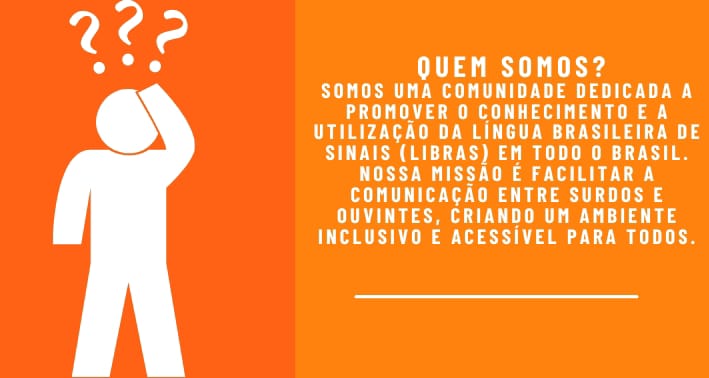 ???
QUEM SOMOS?
SOMOS UMA COMUNIDADE DEDICADA A
PROMOVER O CONHECIMENTO E A
UTILIZAÇÃO DA LÍNGUA BRASILEIRA DE
SINAIS (LIBRAS) EM TODO O BRASIL.
NOSSA MISSÃO É FACILITAR A
COMUNICAÇÃO ENTRE SURDOS E
OUVINTES, CRIANDO UM AMBIENTE
INCLUSIVO E ACESSÍVEL PARA TODOS.